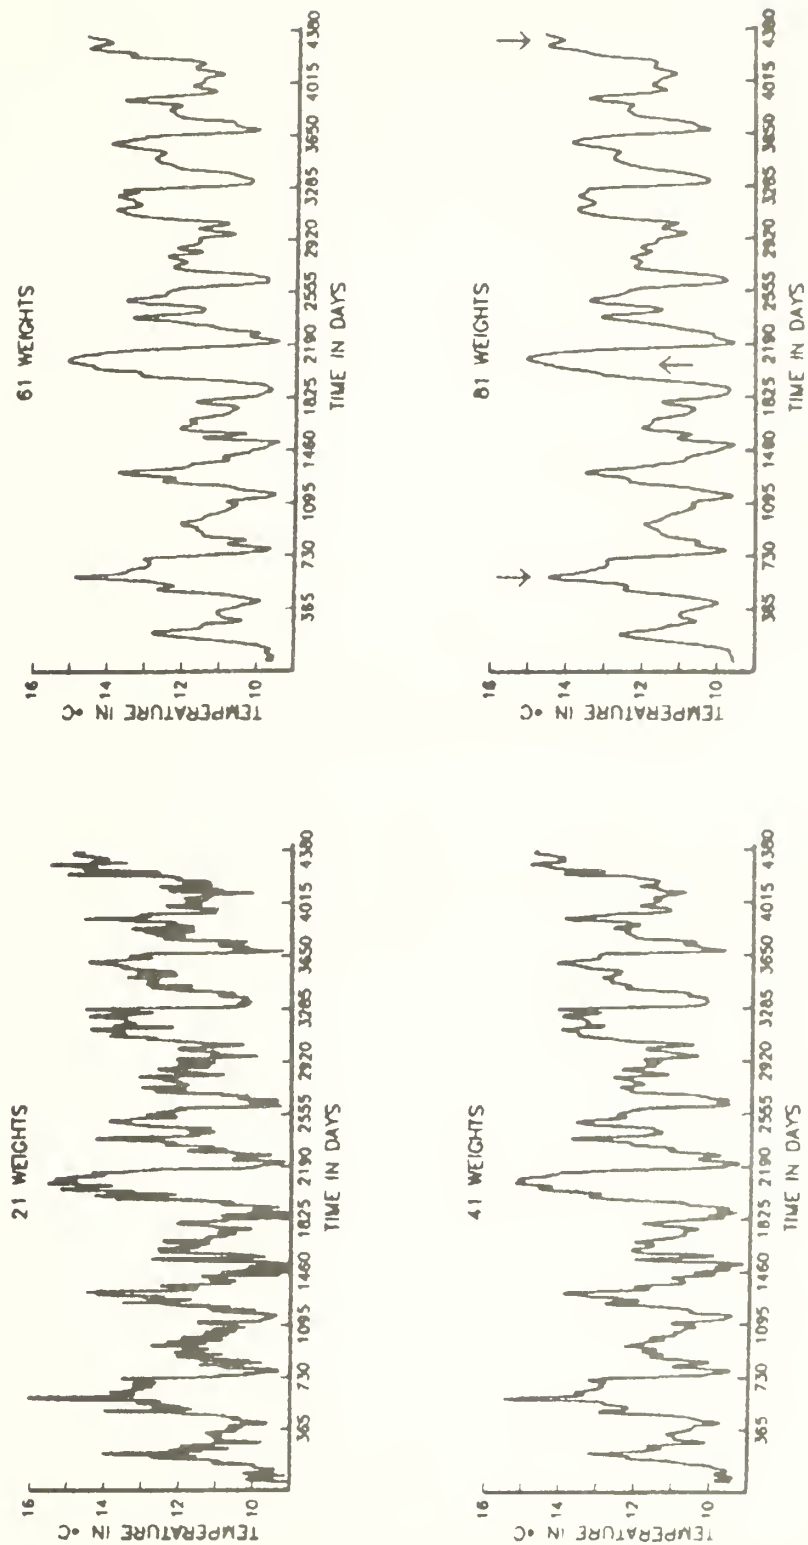 21 WEIGHTS
TEMPERATURE IN °C
16
14
12
10
365 730 1095 1460 1825 2190 2555 2920 3285 3650 4015 4380
TIME IN DAYS
61 WEIGHTS
TEMPERATURE IN °C
16
14
12
10
365 730 1095 1460 1825 2190 2555 2920 3285 3650 4015 4380
TIME IN DAYS
41 WEIGHTS
TEMPERATURE IN °C
16
14
12
10
365 730 1095 1460 1825 2190 2555 2920 3285 3650 4015 4380
TIME IN DAYS
81 WEIGHTS
TEMPERATURE IN °C
16
14
12
10
365 730 1095 1460 1825 2190 2555 2920 3285 3650 4015 4380
TIME IN DAYS